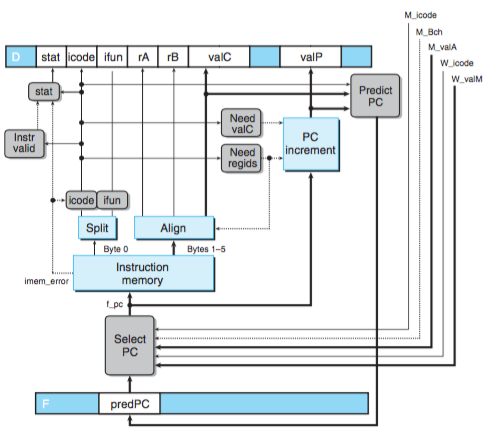 M_icode
M_Bch
M_valA
W_icode
W_valM
D stat icode ifun rA rB valC valP
stat
Predict
PC
Need
valC
Instr
valid
PC
increment
Need
regids
icode ifun
Split
Align
Byte 0
Bytes 1–5
Instruction
memory
imem_error
f_pc
Select
PC
F predPC